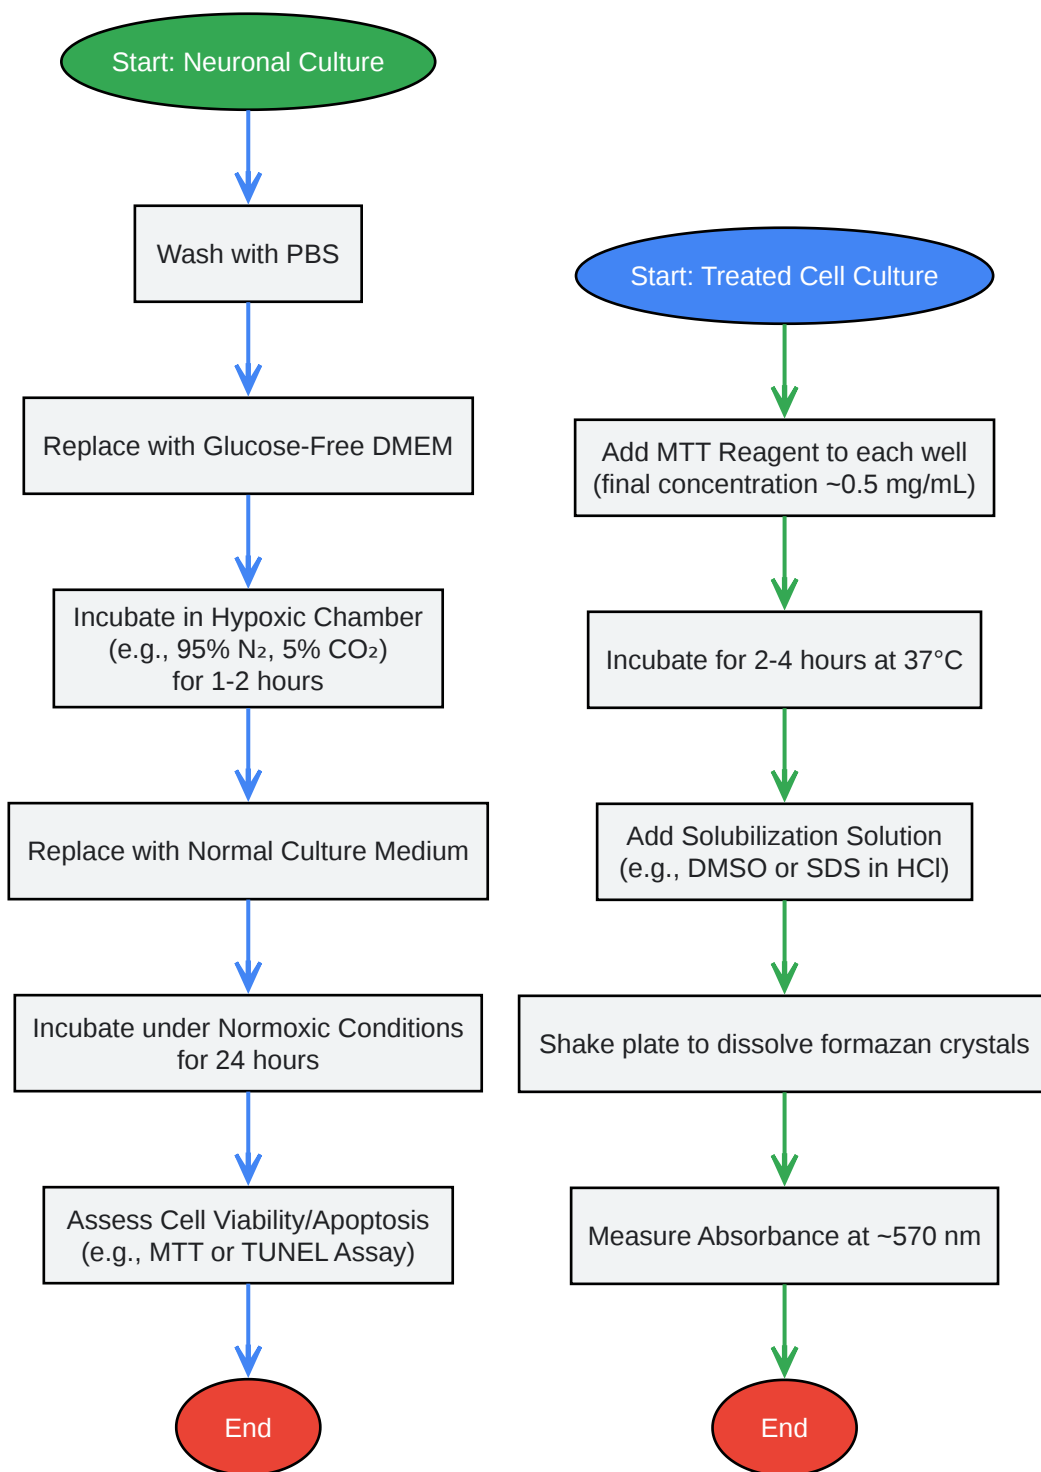 Start: Neuronal Culture
Wash with PBS
Replace with Glucose-Free DMEM
Incubate in Hypoxic Chamber
(e.g., 95% N₂, 5% CO₂)
for 1-2 hours
Replace with Normal Culture Medium
Incubate under Normoxic Conditions
for 24 hours
Assess Cell Viability/Apoptosis
(e.g., MTT or TUNEL Assay)
End
Start: Treated Cell Culture
Add MTT Reagent to each well
(final concentration ~0.5 mg/mL)
Incubate for 2-4 hours at 37°C
Add Solubilization Solution
(e.g., DMSO or SDS in HCl)
Shake plate to dissolve formazan crystals
Measure Absorbance at ~570 nm
End